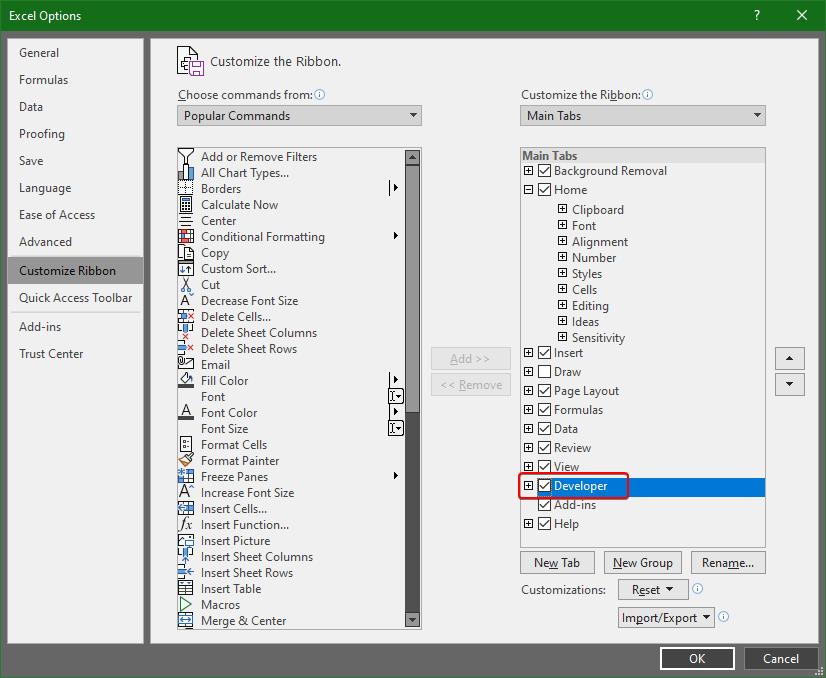 Excel Options
?
General
Formulas
Data
Proofing
Save
Language
Ease of Access
Advanced
Customize Ribbon
Quick Access Toolbar
Add-ins
Trust Center
Customize the Ribbon.
Choose commands from:
Popular Commands
Add or Remove Filters
All Chart Types...
Borders
Calculate Now
Center
Conditional Formatting
Copy
Custom Sort...
Cut
Decrease Font Size
Delete Cells...
Delete Sheet Columns
Delete Sheet Rows
Email
Fill Color
Font
Font Color
Font Size
Format Cells
Format Painter
Freeze Panes
Increase Font Size
Insert Cells...
Insert Function...
Insert Picture
Insert Sheet Columns
Insert Sheet Rows
Insert Table
Macros
Merge & Center
Add >>
<< Remove
Customize the Ribbon:
Main Tabs
Main Tabs
Background Removal
Home
Clipboard
Font
Alignment
Number
Styles
Cells
Editing
Ideas
Sensitivity
Insert
Draw
Page Layout
Formulas
Data
Review
View
Developer
Add-ins
Help
New Tab
New Group
Rename...
Customizations:
Reset
Import/Export
OK
Cancel